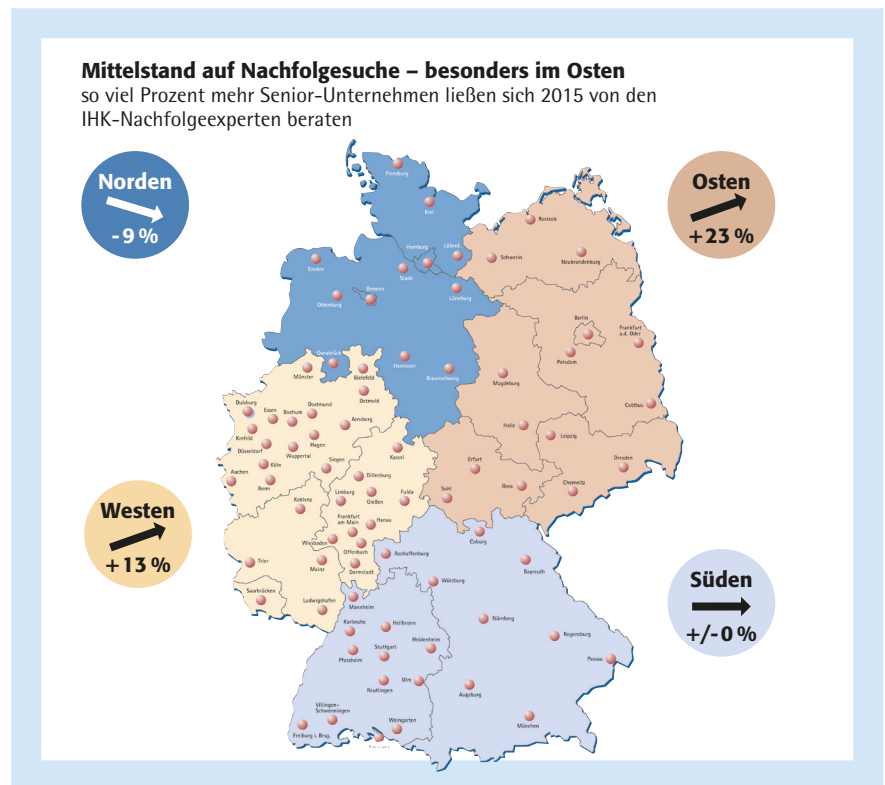 Mittelstand auf Nachfolgesuche – besonders im Osten
so viel Prozent mehr Senior-Unternehmen ließen sich 2015 von den
IHK-Nachfolgeexperten beraten
Norden
-9 %
Osten
+23 %
Westen
+13 %
Süden
+/-0 %
Flensburg
Kiel
Hamburg
Lübeck
Emden
Stade
Bremen
Oldenburg
Lüneburg
Osnabrück
Hannover
Braunschweig
Rostock
Schwerin
Neubrandenburg
Berlin
Frankfurt
u.d. Oder
Potsdam
Magdeburg
Cottbus
Halle
Leipzig
Dresden
Erfurt
Gera
Chemnitz
Suhl
Münster
Bielefeld
Detmold
Duisburg
Essen
Bochum
Dortmund
Arnsberg
Krefeld
Hagen
Düsseldorf
Wuppertal
Köln
Siegen
Aachen
Bonn
Kassel
Dillenburg
Limburg
Gießen
Fulda
Koblenz
Frankfurt
am Main
Hanau
Wiesbaden
Offenbach
Trier
Mainz
Darmstadt
Saarbrücken
Ludwigshafen
Coburg
Aschaffenburg
Bayreuth
Würzburg
Mannheim
Nürnberg
Karlsruhe
Heilbronn
Heidenheim
Regensburg
Stuttgart
Pforzheim
Passau
Reutlingen
Ulm
Augsburg
Villingen-
Schwenningen
München
Weingarten
Freiburg i. Brsg.